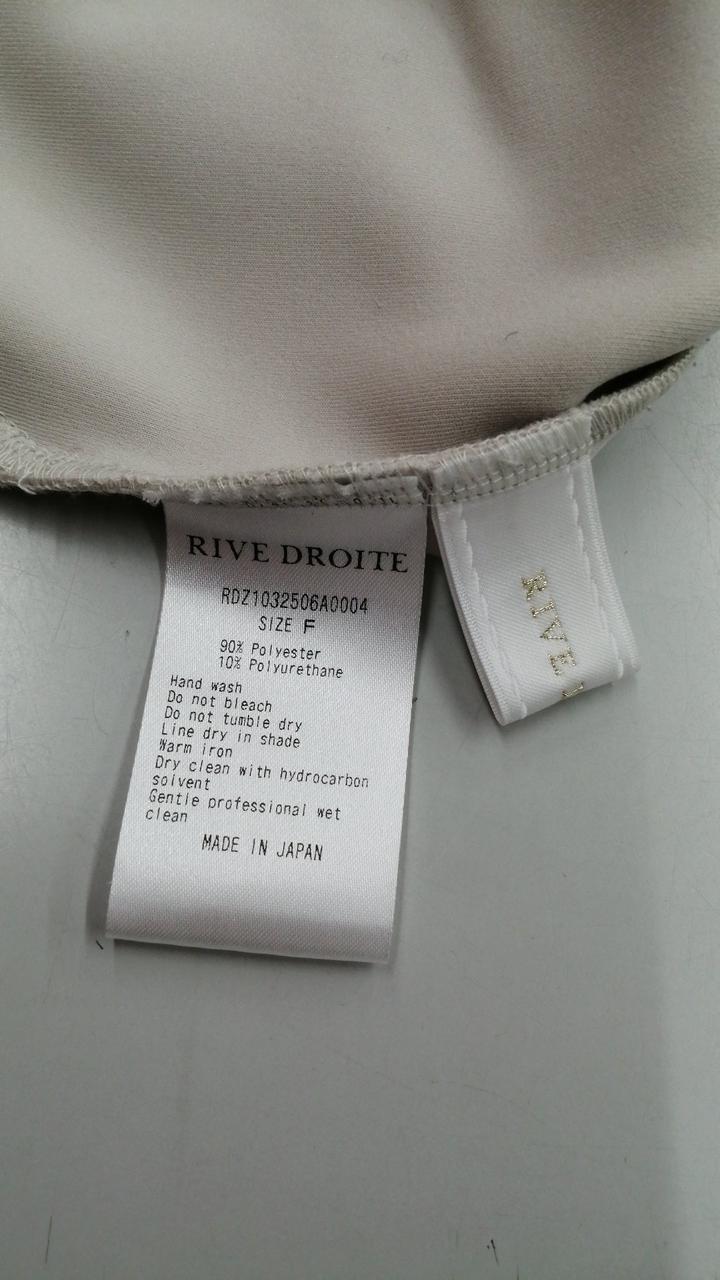 RIVE DROITE
RDZ1032506A0004
SIZE F
90% Polyester
10% Polyurethane
Hand wash
Do not bleach
Do not tumble dry
Line dry in shade
Warm iron
Dry clean with hydrocarbon
solvent
Gentle professional wet
clean
MADE IN JAPAN
RIVE